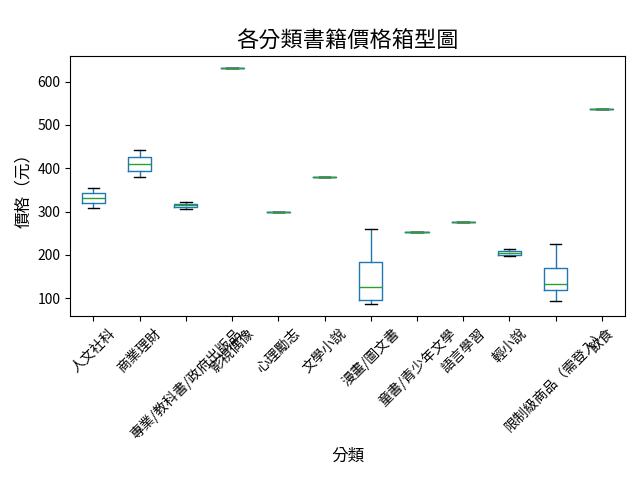 各分類書籍價格箱型圖
價格（元）
600
500
400
300
200
100
人文社科
商業理財
專業/教科書/政府出版品
影視偶像
心理勵志
文學小說
漫畫/圖文書
童書/青少年文學
語言學習
輕小說
限制級商品（需登入）
飲食
分類